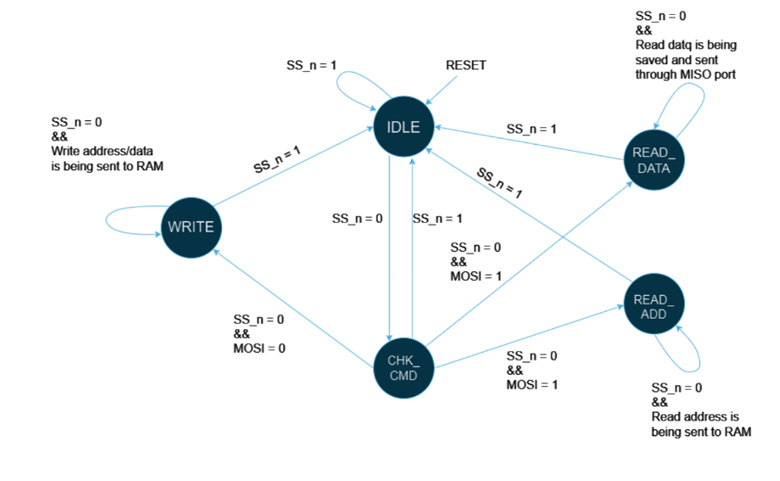 SS_n = 0
&&
Read datq is being
saved and sent
through MISO port
SS_n = 1
RESET
IDLE
SS_n = 1
READ_
DATA
SS_n = 0
&&
Write address/data
is being sent to RAM
SS_n = 1
SS_n = 1
WRITE
SS_n = 0
SS_n = 1
SS_n = 0
&&
MOSI = 1
READ_
ADD
SS_n = 0
&&
MOSI = 0
CHK_
CMD
SS_n = 0
&&
MOSI = 1
SS_n = 0
&&
Read address is
being sent to RAM